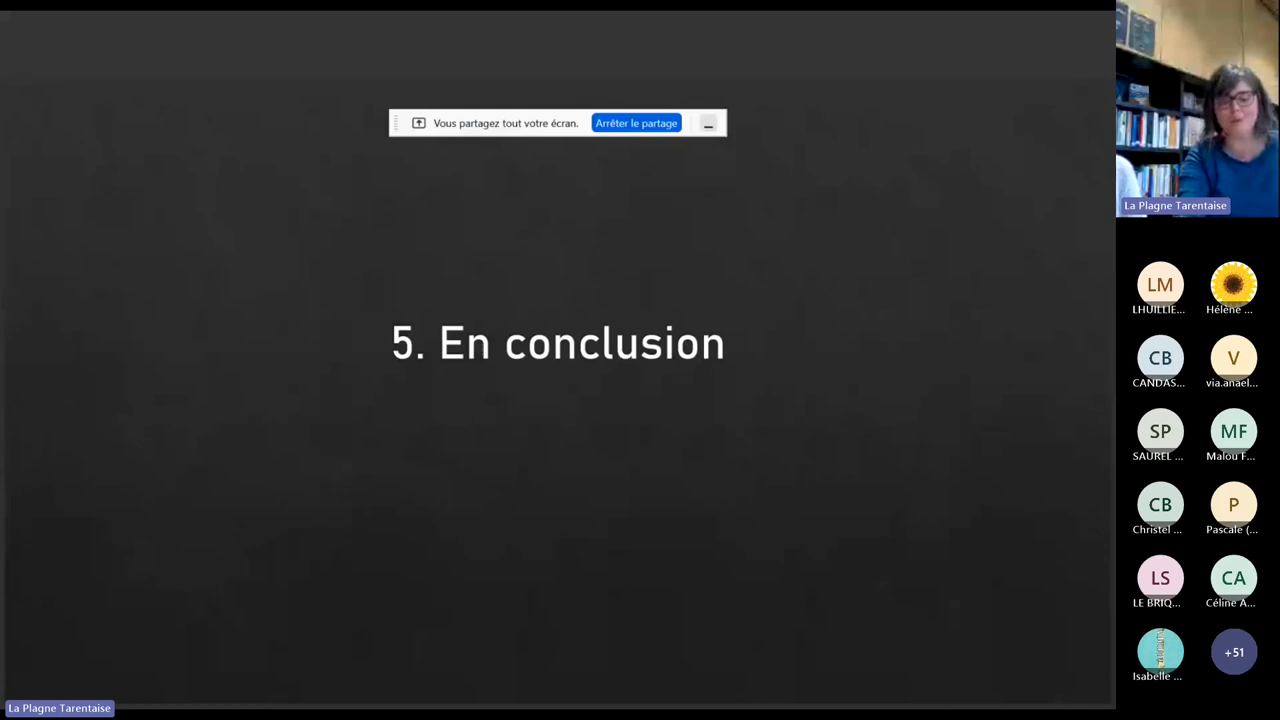 Vous partagez tout votre écran.
Arrêter le partage
5. En conclusion
La Plagne Tarentaise
La Plagne Tarentaise
LM
LHUILLIE...
Hélène ...
CB
CANDAS...
V
via.anael...
SP
SAUREL ...
MF
Malou F...
CB
Christel ...
P
Pascale (...
LS
LE BRIQ...
CA
Céline A...
Isabelle ...
+51